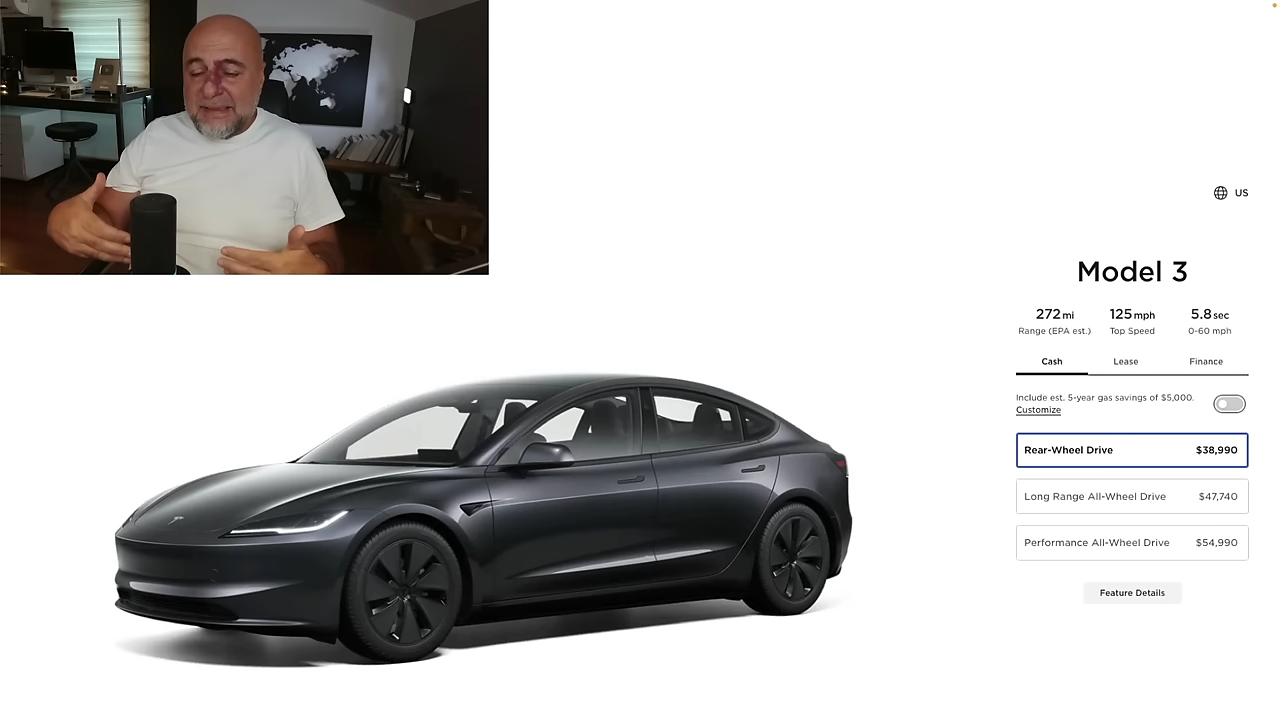 US
Model 3
272 mi 125 mph 5.8 sec
Range (EPA est.) Top Speed 0-60 mph
Cash Lease Finance
Include est. 5-year gas savings of $5,000.
Customize
Rear-Wheel Drive $38,990
Long Range All-Wheel Drive $47,740
Performance All-Wheel Drive $54,990
Feature Details